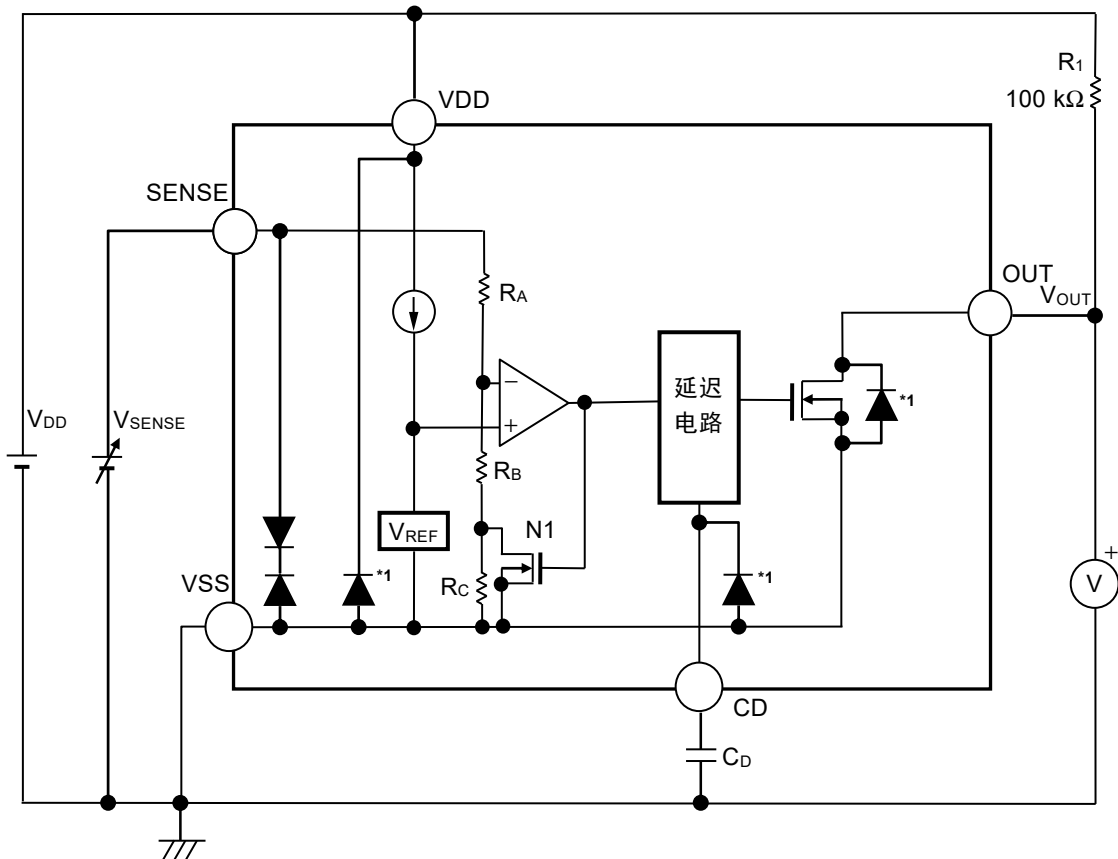 R1
100 kΩ
VDD
SENSE
OUT
VOUT
RA
延迟
电路
*1
VDD
VSENSE
−
+
RB
VREF
N1
VSS
*1
RC
*1
+
V
CD
CD